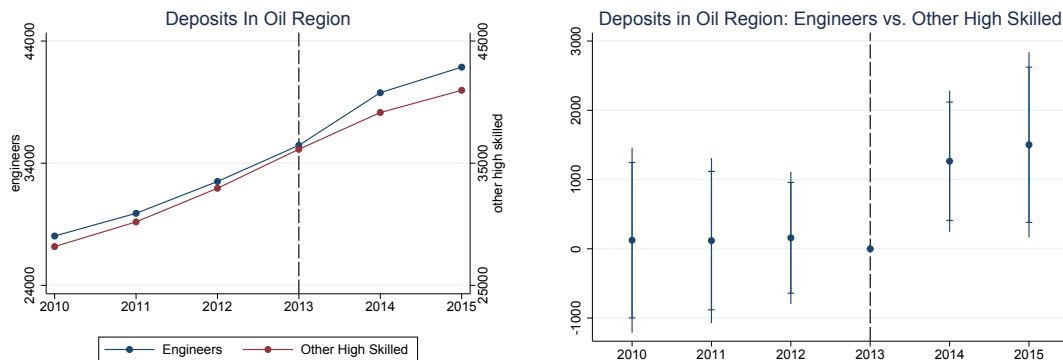 Deposits In Oil Region
44000
34000
24000
engineers
45000
35000
25000
other high skilled
2010 2011 2012 2013 2014 2015
Engineers Other High Skilled
Deposits in Oil Region: Engineers vs. Other High Skilled
3000
2000
1000
0
-1000
2010 2011 2012 2013 2014 2015